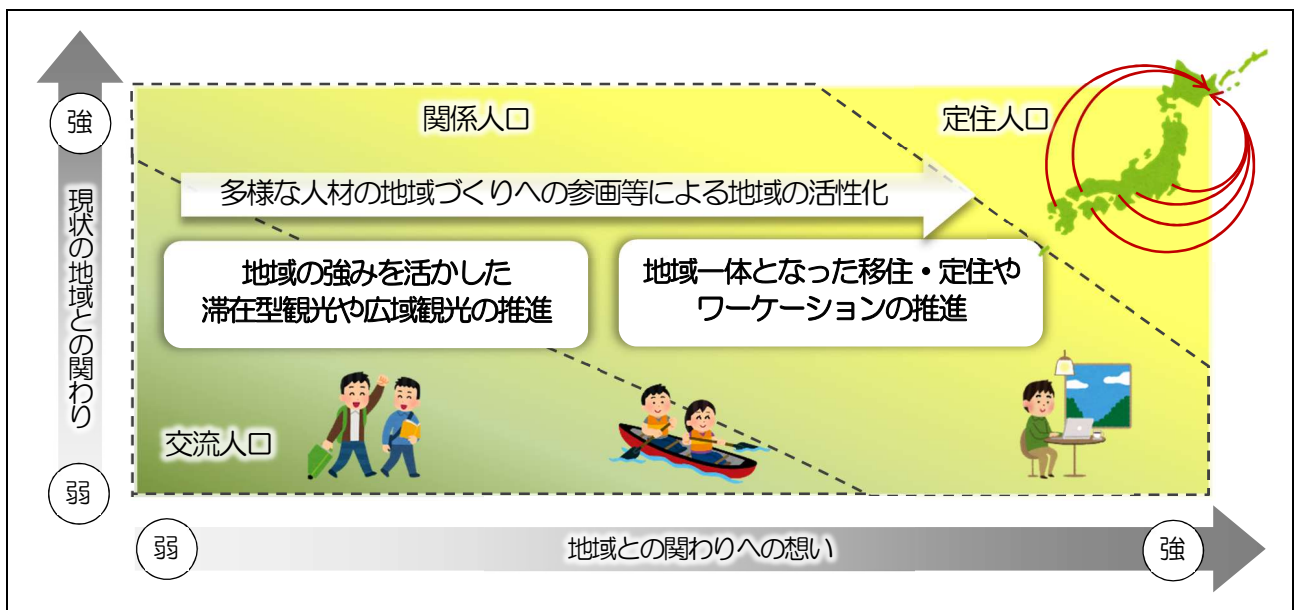 強
現状の地域との関わり
弱
関係人口
定住人口
多様な人材の地域づくりへの参画等による地域の活性化
地域の強みを活かした
滞在型観光や広域観光の推進
地域一体となった移住・定住や
ワーケーションの推進
交流人口
弱
地域との関わりへの想い
強